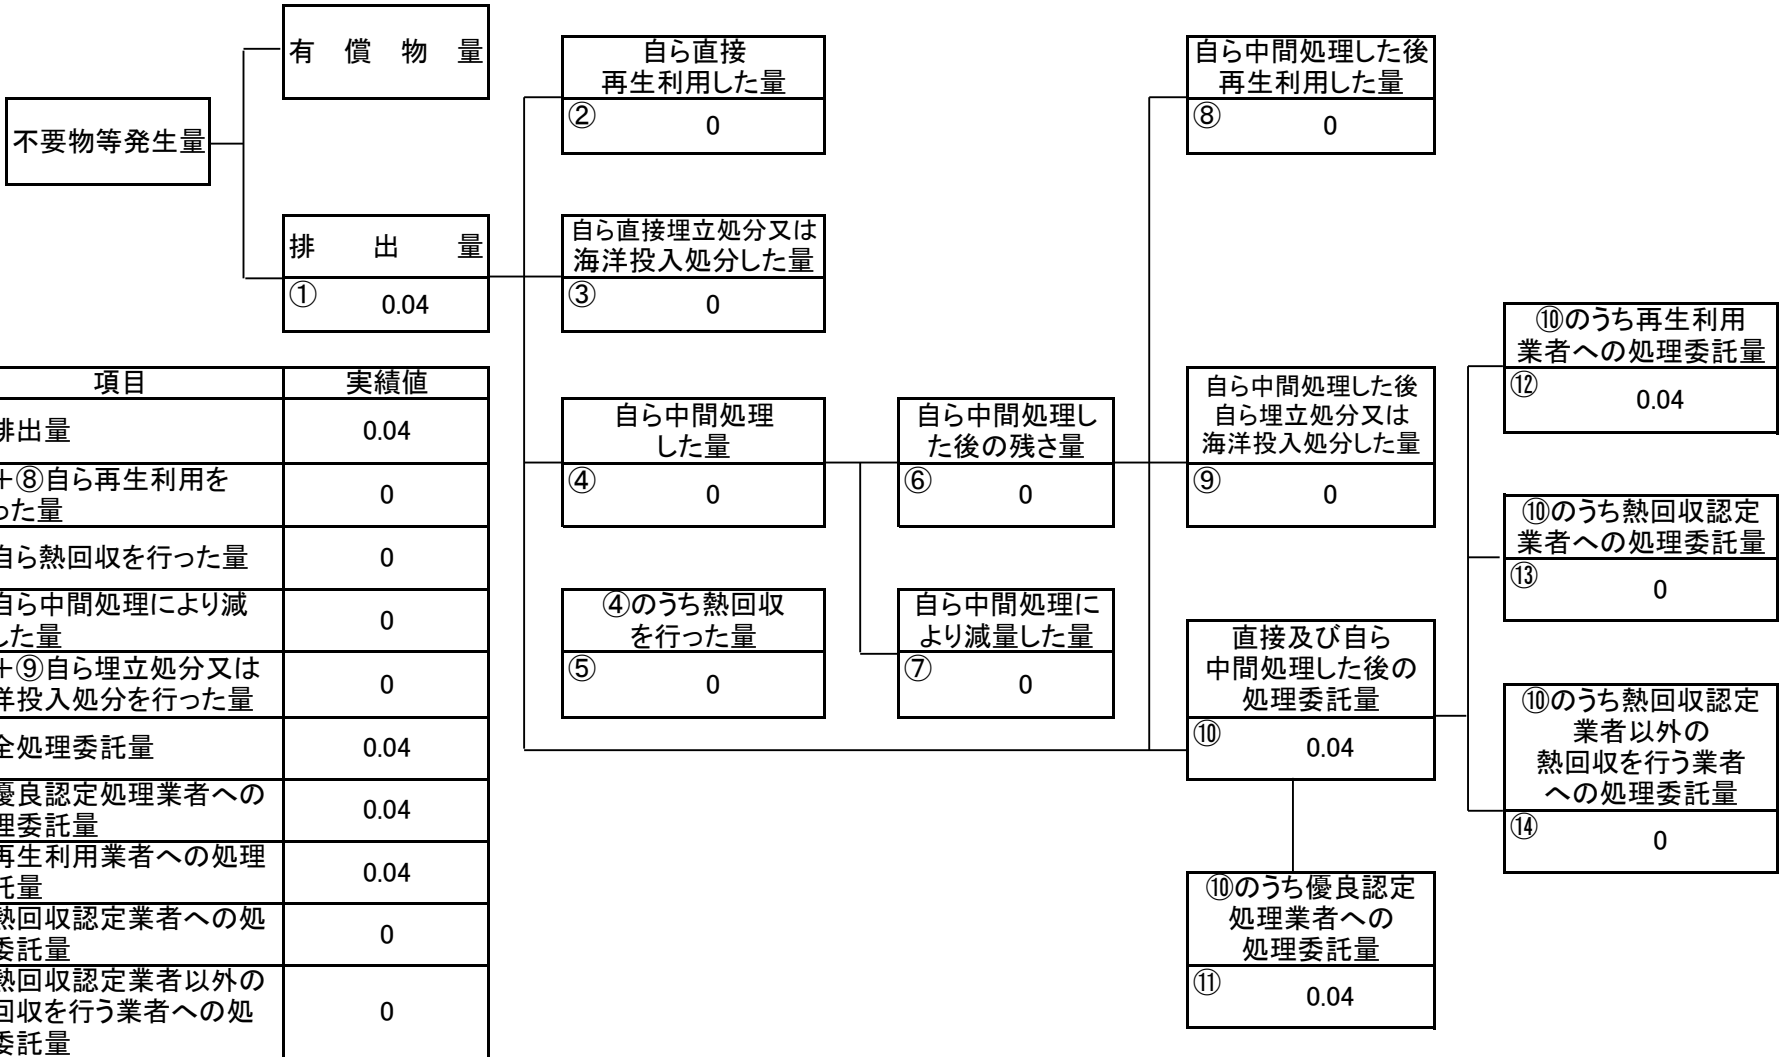 不要物等発生量
有償物量
排出量
① 0.04
自ら直接
再生利用した量
② 0
自ら直接埋立処分又は
海洋投入処分した量
③ 0
自ら中間処理
した量
④ 0
④のうち熱回収
を行った量
⑤ 0
自ら中間処理し
た後の残さ量
⑥ 0
自ら中間処理に
より減量した量
⑦ 0
自ら中間処理した後
再生利用した量
⑧ 0
自ら中間処理した後
自ら埋立処分又は
海洋投入処分した量
⑨ 0
直接及び自ら
中間処理した後の
処理委託量
⑩ 0.04
⑩のうち優良認定
処理業者への
処理委託量
⑪ 0.04
⑩のうち再生利用
業者への処理委託量
⑫ 0.04
⑩のうち熱回収認定
業者への処理委託量
⑬ 0
⑩のうち熱回収認定
業者以外の
熱回収を行う業者
への処理委託量
⑭ 0
項目 実績値
排出量 0.04
+⑧自ら再生利用を
った量 0
自ら熱回収を行った量 0
自ら中間処理により減
した量 0
+⑨自ら埋立処分又は
洋投入処分を行った量 0
全処理委託量 0.04
優良認定処理業者への
理委託量 0.04
再生利用業者への処理
託量 0.04
熱回収認定業者への処
委託量 0
熱回収認定業者以外の
回収を行う業者への処
委託量 0